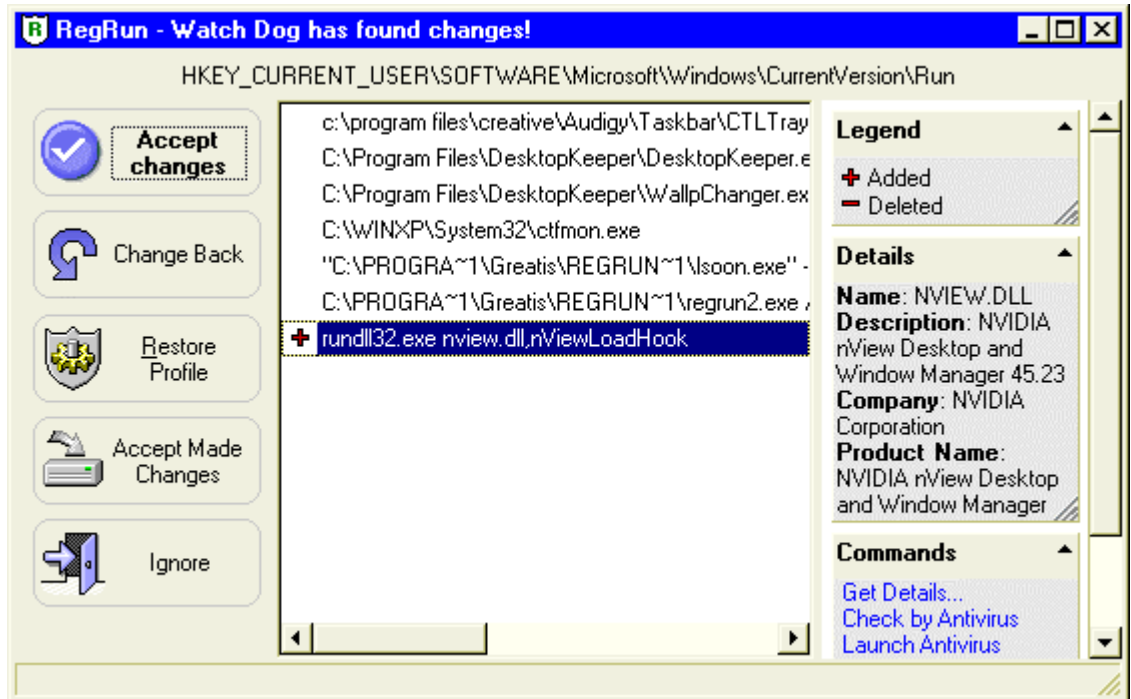 RegRun - Watch Dog has found changes!
HKEY_CURRENT_USER\SOFTWARE\Microsoft\Windows\CurrentVersion\Run
Accept
changes
Change Back
Restore
Profile
Accept Made
Changes
Ignore
c:\program files\creative\Audigy\Taskbar\CTLTray
C:\Program Files\DesktopKeeper\DesktopKeeper.e
C:\Program Files\DesktopKeeper\WallpChanger.ex
C:\WINXP\System32\ctfmon.exe
"C:\PROGRA~1\Greatis\REGRUN~1\lsoon.exe" -
C:\PROGRA~1\Greatis\REGRUN~1\regrun2.exe /
rundll32.exe nview.dll,nViewLoadHook
Legend
Added
Deleted
Details
Name: NVIEW.DLL
Description: NVIDIA
nView Desktop and
Window Manager 45.23
Company: NVIDIA
Corporation
Product Name:
NVIDIA nView Desktop
and Window Manager
Commands
Get Details...
Check by Antivirus
Launch Antivirus